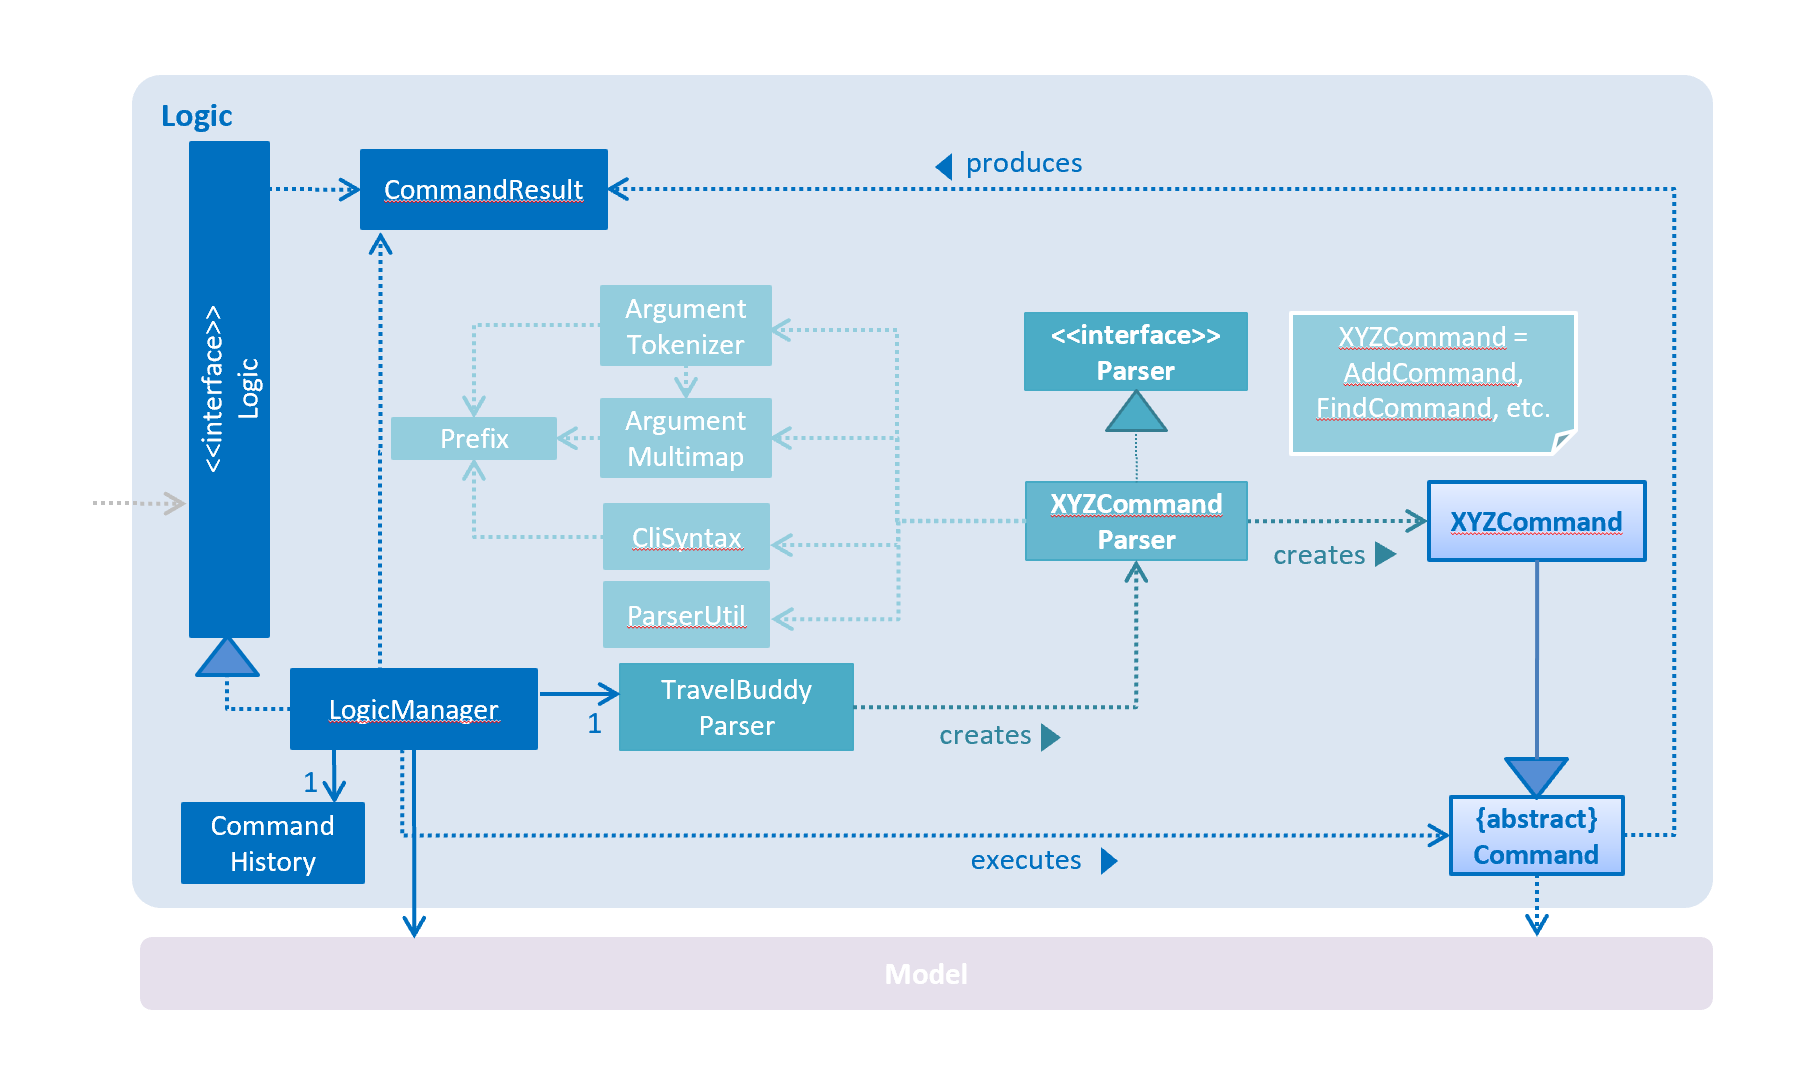 Logic
<<interface>>
Logic
CommandResult
produces
Argument
Tokenizer
<<interface>>
Parser
XYZCommand =
AddCommand,
FindCommand, etc.
Prefix
Argument
Multimap
XYZCommand
Parser
XYZCommand
CliSyntax
creates
ParserUtil
LogicManager
1
TravelBuddy
Parser
creates
1
Command
History
executes
{abstract}
Command
Model